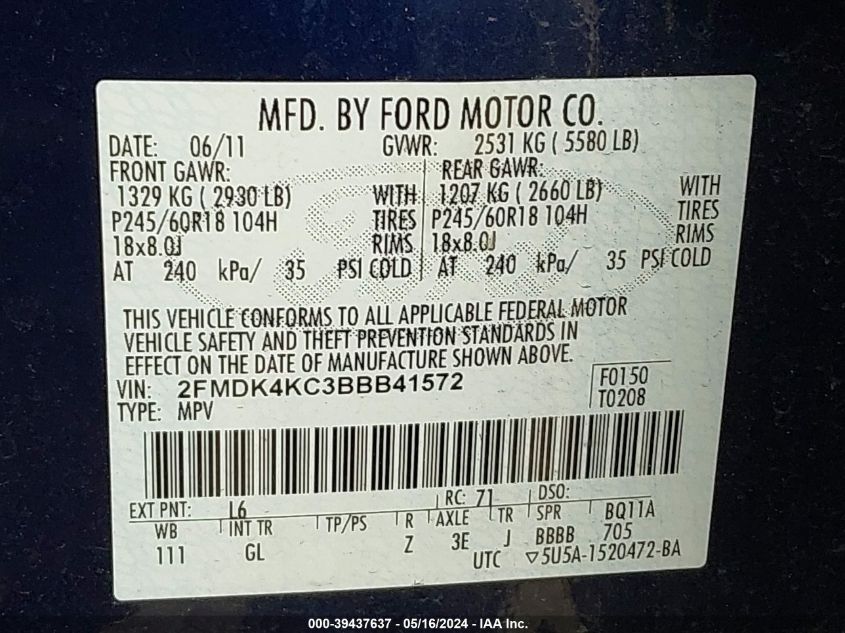 MFD. BY FORD MOTOR CO.
DATE: 06/11 GVWR: 2531 KG ( 5580 LB)
FRONT GAWR: REAR GAWR:
1329 KG ( 2930 LB) WITH 1207 KG ( 2660 LB) WITH
P245/60R18 104H TIRES P245/60R18 104H TIRES
18x8.0J RIMS 18x8.0J RIMS
AT 240 kPa/ 35 PSI COLD AT 240 kPa/ 35 PSI COLD
THIS VEHICLE CONFORMS TO ALL APPLICABLE FEDERAL MOTOR
VEHICLE SAFETY AND THEFT PREVENTION STANDARDS IN
EFFECT ON THE DATE OF MANUFACTURE SHOWN ABOVE.
VIN: 2FMDK4KC3BBB41572 F0150
TYPE: MPV T0208
EXT PNT: L6 RC: 71 DSO:
WB INT TR TP/PS R AXLE TR SPR BQ11A
111 GL Z 3E J BBBB 705
UTC ▽5U5A-1520472-BA
000-39437637 - 05/16/2024 - IAA Inc.